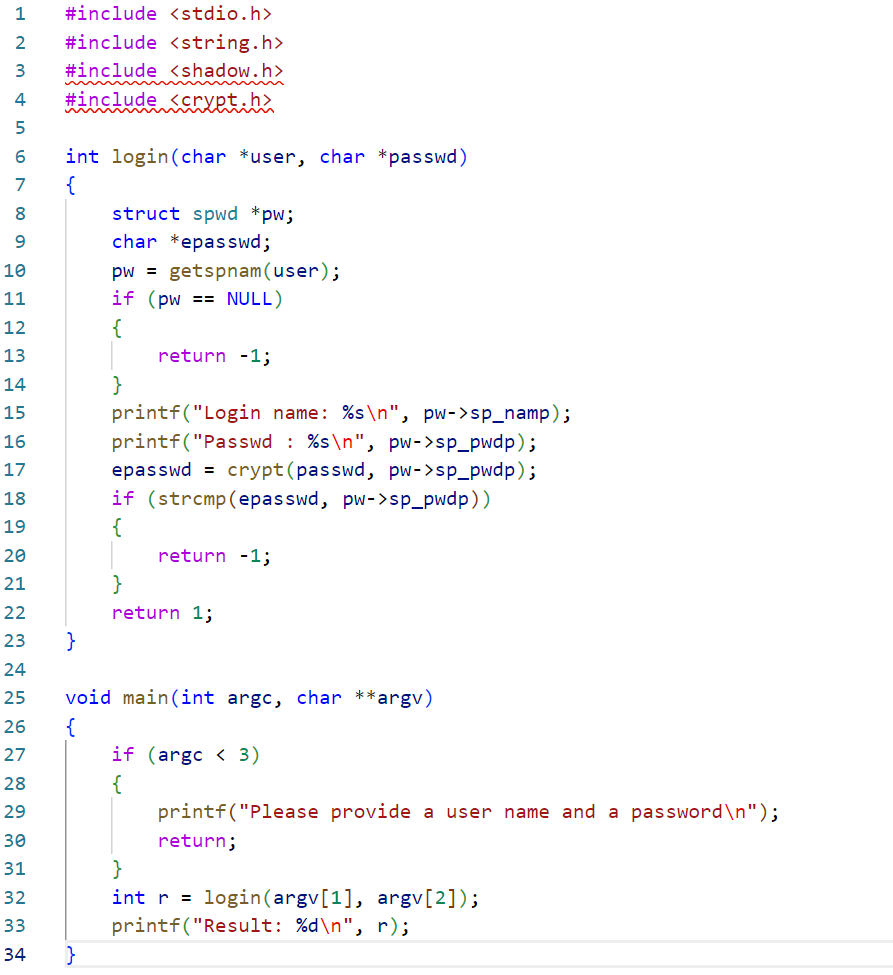 1 #include <stdio.h>
2 #include <string.h>
3 #include <shadow.h>
4 #include <crypt.h>
5
6 int login(char *user, char *passwd)
7 {
8     struct spwd *pw;
9     char *epasswd;
10     pw = getspnam(user);
11     if (pw == NULL)
12     {
13         return -1;
14     }
15     printf("Login name: %s\n", pw->sp_namp);
16     printf("Passwd : %s\n", pw->sp_pwdp);
17     epasswd = crypt(passwd, pw->sp_pwdp);
18     if (strcmp(epasswd, pw->sp_pwdp))
19     {
20         return -1;
21     }
22     return 1;
23 }
24
25 void main(int argc, char **argv)
26 {
27     if (argc < 3)
28     {
29         printf("Please provide a user name and a password\n");
30         return;
31     }
32     int r = login(argv[1], argv[2]);
33     printf("Result: %d\n", r);
34 }